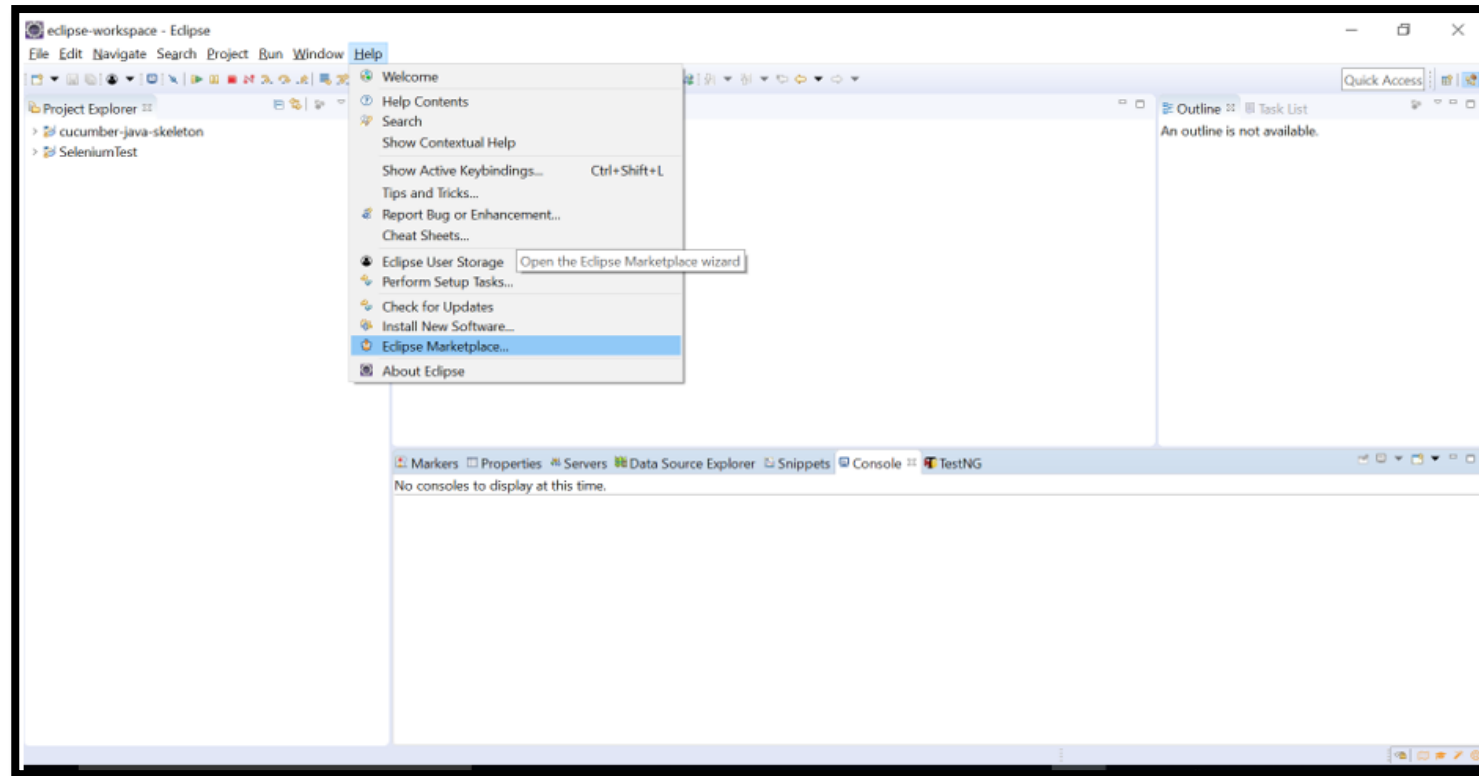 eclipse-workspace - Eclipse
File Edit Navigate Search Project Run Window Help
Quick Access
Project Explorer
cucumber-java-skeleton
SeleniumTest
Welcome
Help Contents
Search
Show Contextual Help
Show Active Keybindings... Ctrl+Shift+L
Tips and Tricks...
Report Bug or Enhancement...
Cheat Sheets...
Eclipse User Storage
Open the Eclipse Marketplace wizard
Perform Setup Tasks...
Check for Updates
Install New Software...
Eclipse Marketplace...
About Eclipse
Outline Task List
An outline is not available.
Markers Properties Servers Data Source Explorer Snippets Console TestNG
No consoles to display at this time.